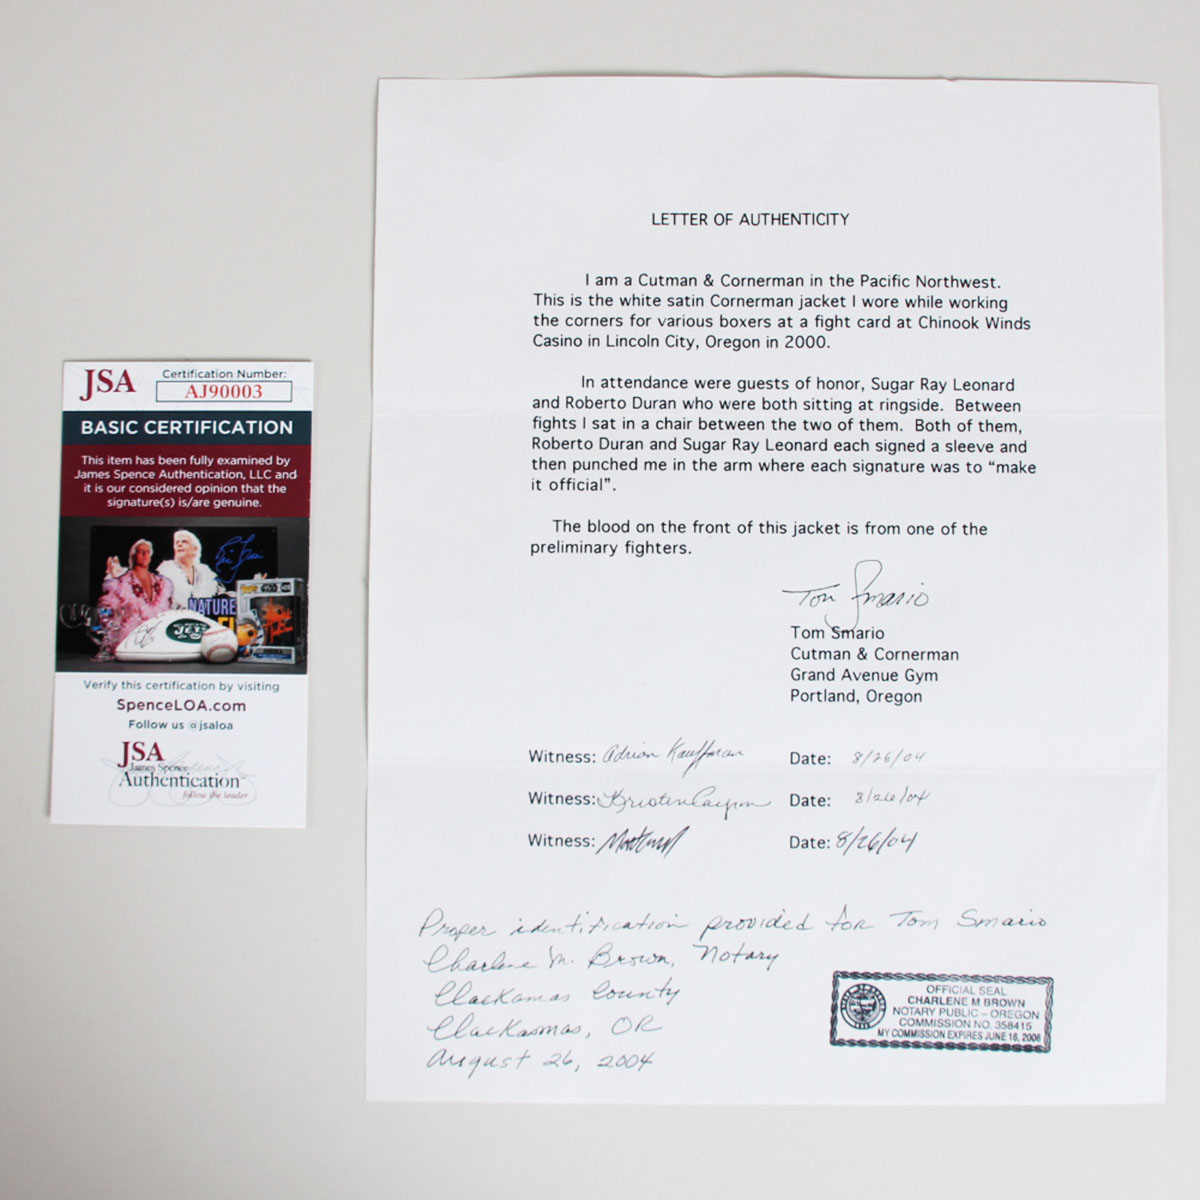 JSA
Certification Number:
AJ90003
BASIC CERTIFICATION
This item has been fully examined by
James Spence Authentication, LLC and
it is our considered opinion that the
signature(s) is/are genuine.
NATURE
JETS
Verify this certification by visiting
SpenceLOA.com
Follow us @jsaloa
JSA
James Spence
Authentication
follow the leader
LETTER OF AUTHENTICITY
I am a Cutman & Cornerman in the Pacific Northwest.
This is the white satin Cornerman jacket I wore while working
the corners for various boxers at a fight card at Chinook Winds
Casino in Lincoln City, Oregon in 2000.
In attendance were guests of honor, Sugar Ray Leonard
and Roberto Duran who were both sitting at ringside.  Between
fights I sat in a chair between the two of them.  Both of them,
Roberto Duran and Sugar Ray Leonard each signed a sleeve and
then punched me in the arm where each signature was to “make
it official”.
The blood on the front of this jacket is from one of the
preliminary fighters.
Tom Smario
Tom Smario
Cutman & Cornerman
Grand Avenue Gym
Portland, Oregon
Witness: Adrian Kauffman Date: 8/26/04
Witness: Kristen Date: 8/26/04
Witness: Date: 8/26/04
Proper identification provided for Tom Smario
Charlene M. Brown, Notary
Clackamas County
Clackamas, OR
August 26, 2004
OFFICIAL SEAL
CHARLENE M BROWN
NOTARY PUBLIC – OREGON
COMMISSION NO. 358415
MY COMMISSION EXPIRES JUNE 16, 2006